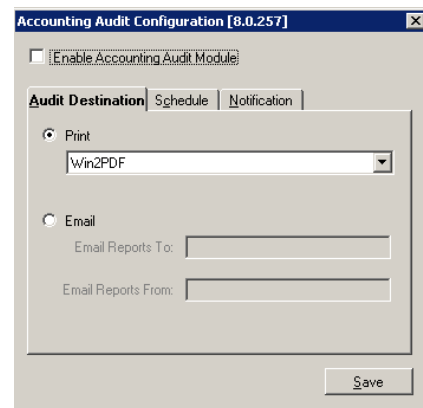 Accounting Audit Configuration [8.0.257]
Enable Accounting Audit Module
Audit Destination Schedule Notification
Print
Win2PDF
Email
Email Reports To:
Email Reports From:
Save